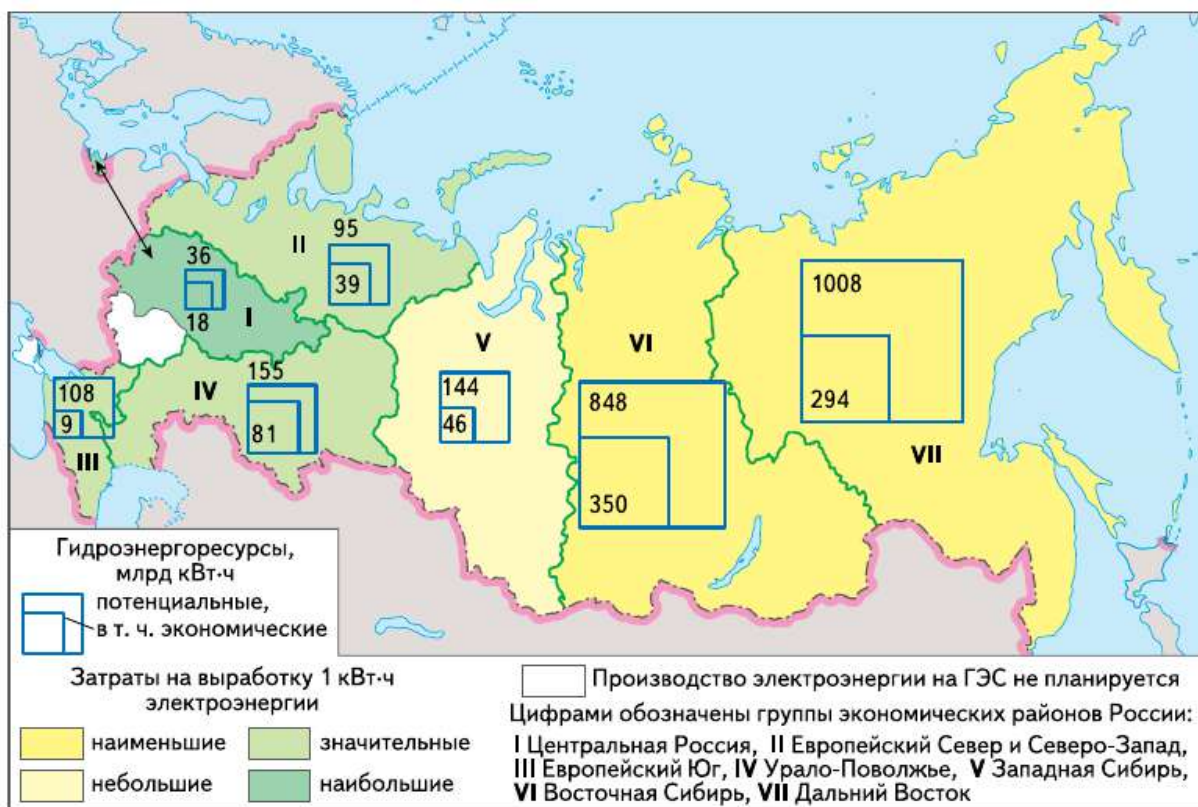 95
II
39
36
18
I
1008
294
VII
V
144
46
VI
848
350
IV
155
81
108
9
III
Гидроэнергоресурсы,
млрд кВт·ч
потенциальные,
в т. ч. экономические
Затраты на выработку 1 кВт·ч
электроэнергии
наименьшие
значительные
небольшие
наибольшие
Производство электроэнергии на ГЭС не планируется
Цифрами обозначены группы экономических районов России:
I Центральная Россия, II Европейский Север и Северо-Запад,
III Европейский Юг, IV Урало-Поволжье, V Западная Сибирь,
VI Восточная Сибирь, VII Дальний Восток